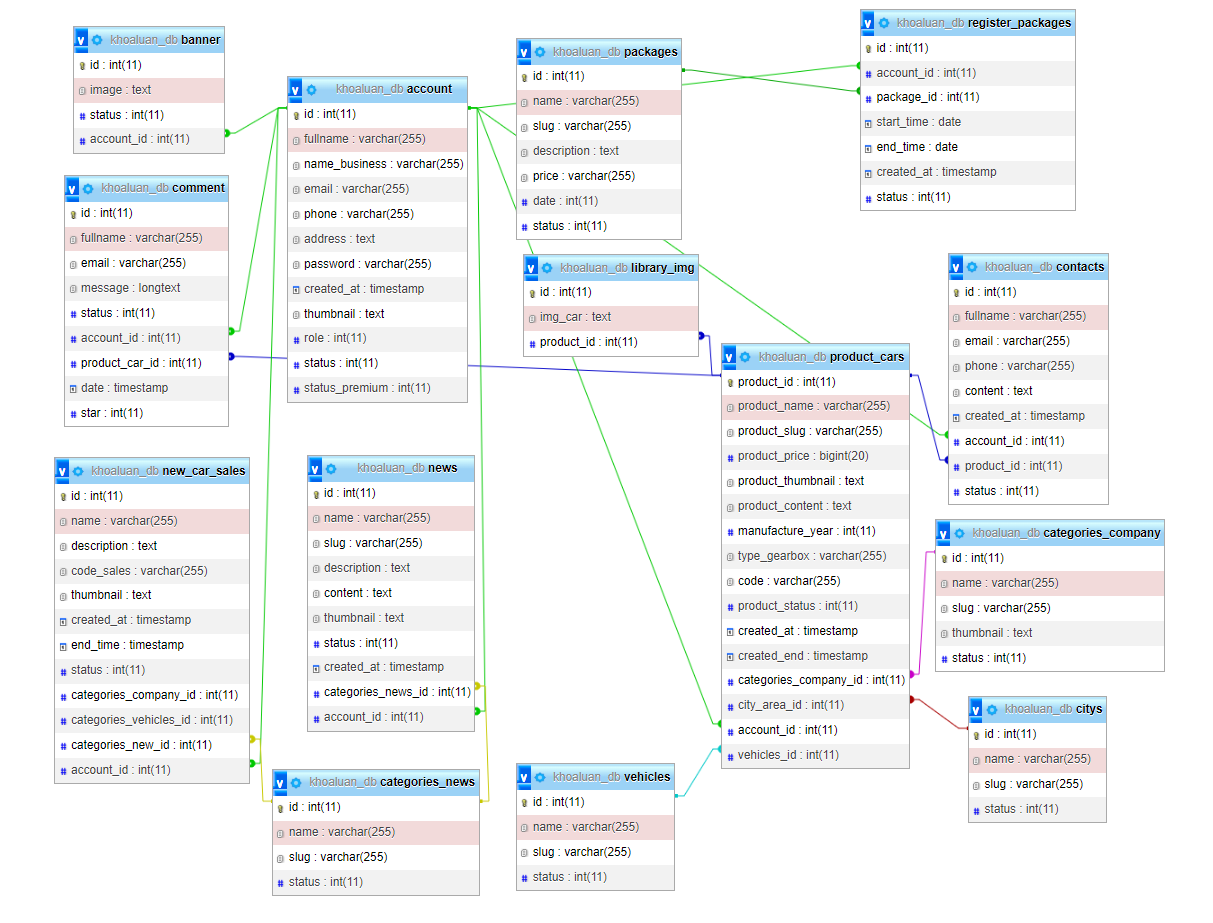 khoaluan_db banner
id : int(11)
image : text
status : int(11)
account_id : int(11)
khoaluan_db comment
id : int(11)
fullname : varchar(255)
email : varchar(255)
message : longtext
status : int(11)
account_id : int(11)
product_car_id : int(11)
date : timestamp
star : int(11)
khoaluan_db account
id : int(11)
fullname : varchar(255)
name_business : varchar(255)
email : varchar(255)
phone : varchar(255)
address : text
password : varchar(255)
created_at : timestamp
thumbnail : text
role : int(11)
status : int(11)
status_premium : int(11)
khoaluan_db packages
id : int(11)
name : varchar(255)
slug : varchar(255)
description : text
price : varchar(255)
date : int(11)
status : int(11)
khoaluan_db register_packages
id : int(11)
account_id : int(11)
package_id : int(11)
start_time : date
end_time : date
created_at : timestamp
status : int(11)
khoaluan_db library_img
id : int(11)
img_car : text
product_id : int(11)
khoaluan_db contacts
id : int(11)
fullname : varchar(255)
email : varchar(255)
phone : varchar(255)
content : text
created_at : timestamp
account_id : int(11)
product_id : int(11)
status : int(11)
khoaluan_db product_cars
product_id : int(11)
product_name : varchar(255)
product_slug : varchar(255)
product_price : bigint(20)
product_thumbnail : text
product_content : text
manufacture_year : int(11)
type_gearbox : varchar(255)
code : varchar(255)
product_status : int(11)
created_at : timestamp
created_end : timestamp
categories_company_id : int(11)
city_area_id : int(11)
account_id : int(11)
vehicles_id : int(11)
khoaluan_db new_car_sales
id : int(11)
name : varchar(255)
description : text
code_sales : varchar(255)
thumbnail : text
created_at : timestamp
end_time : timestamp
status : int(11)
categories_company_id : int(11)
categories_vehicles_id : int(11)
categories_new_id : int(11)
account_id : int(11)
khoaluan_db news
id : int(11)
name : varchar(255)
slug : varchar(255)
description : text
content : text
thumbnail : text
status : int(11)
created_at : timestamp
categories_news_id : int(11)
account_id : int(11)
khoaluan_db categories_company
id : int(11)
name : varchar(255)
slug : varchar(255)
thumbnail : text
status : int(11)
khoaluan_db citys
id : int(11)
name : varchar(255)
slug : varchar(255)
status : int(11)
khoaluan_db categories_news
id : int(11)
name : varchar(255)
slug : varchar(255)
status : int(11)
khoaluan_db vehicles
id : int(11)
name : varchar(255)
slug : varchar(255)
status : int(11)